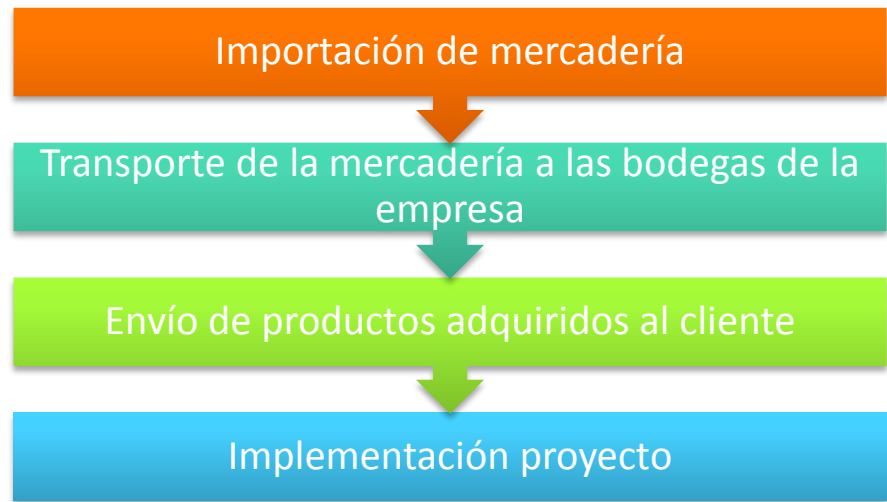 Importación de mercadería
Transporte de la mercadería a las bodegas de la
empresa
Envío de productos adquiridos al cliente
Implementación proyecto